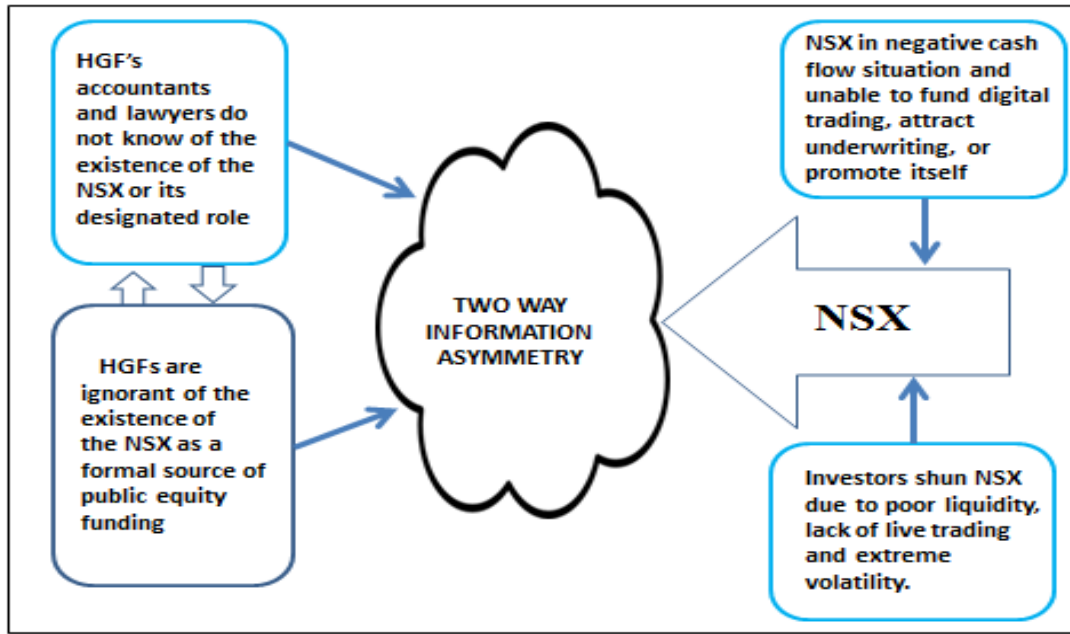 HGF’s
accountants
and lawyers do
not know of the
existence of the
NSX or its
designated role
HGFs are
ignorant of the
existence of
the NSX as a
formal source of
public equity
funding
TWO WAY
INFORMATION
ASYMMETRY
NSX in negative cash
flow situation and
unable to fund digital
trading, attract
underwriting, or
promote itself
NSX
Investors shun NSX
due to poor liquidity,
lack of live trading
and extreme
volatility.